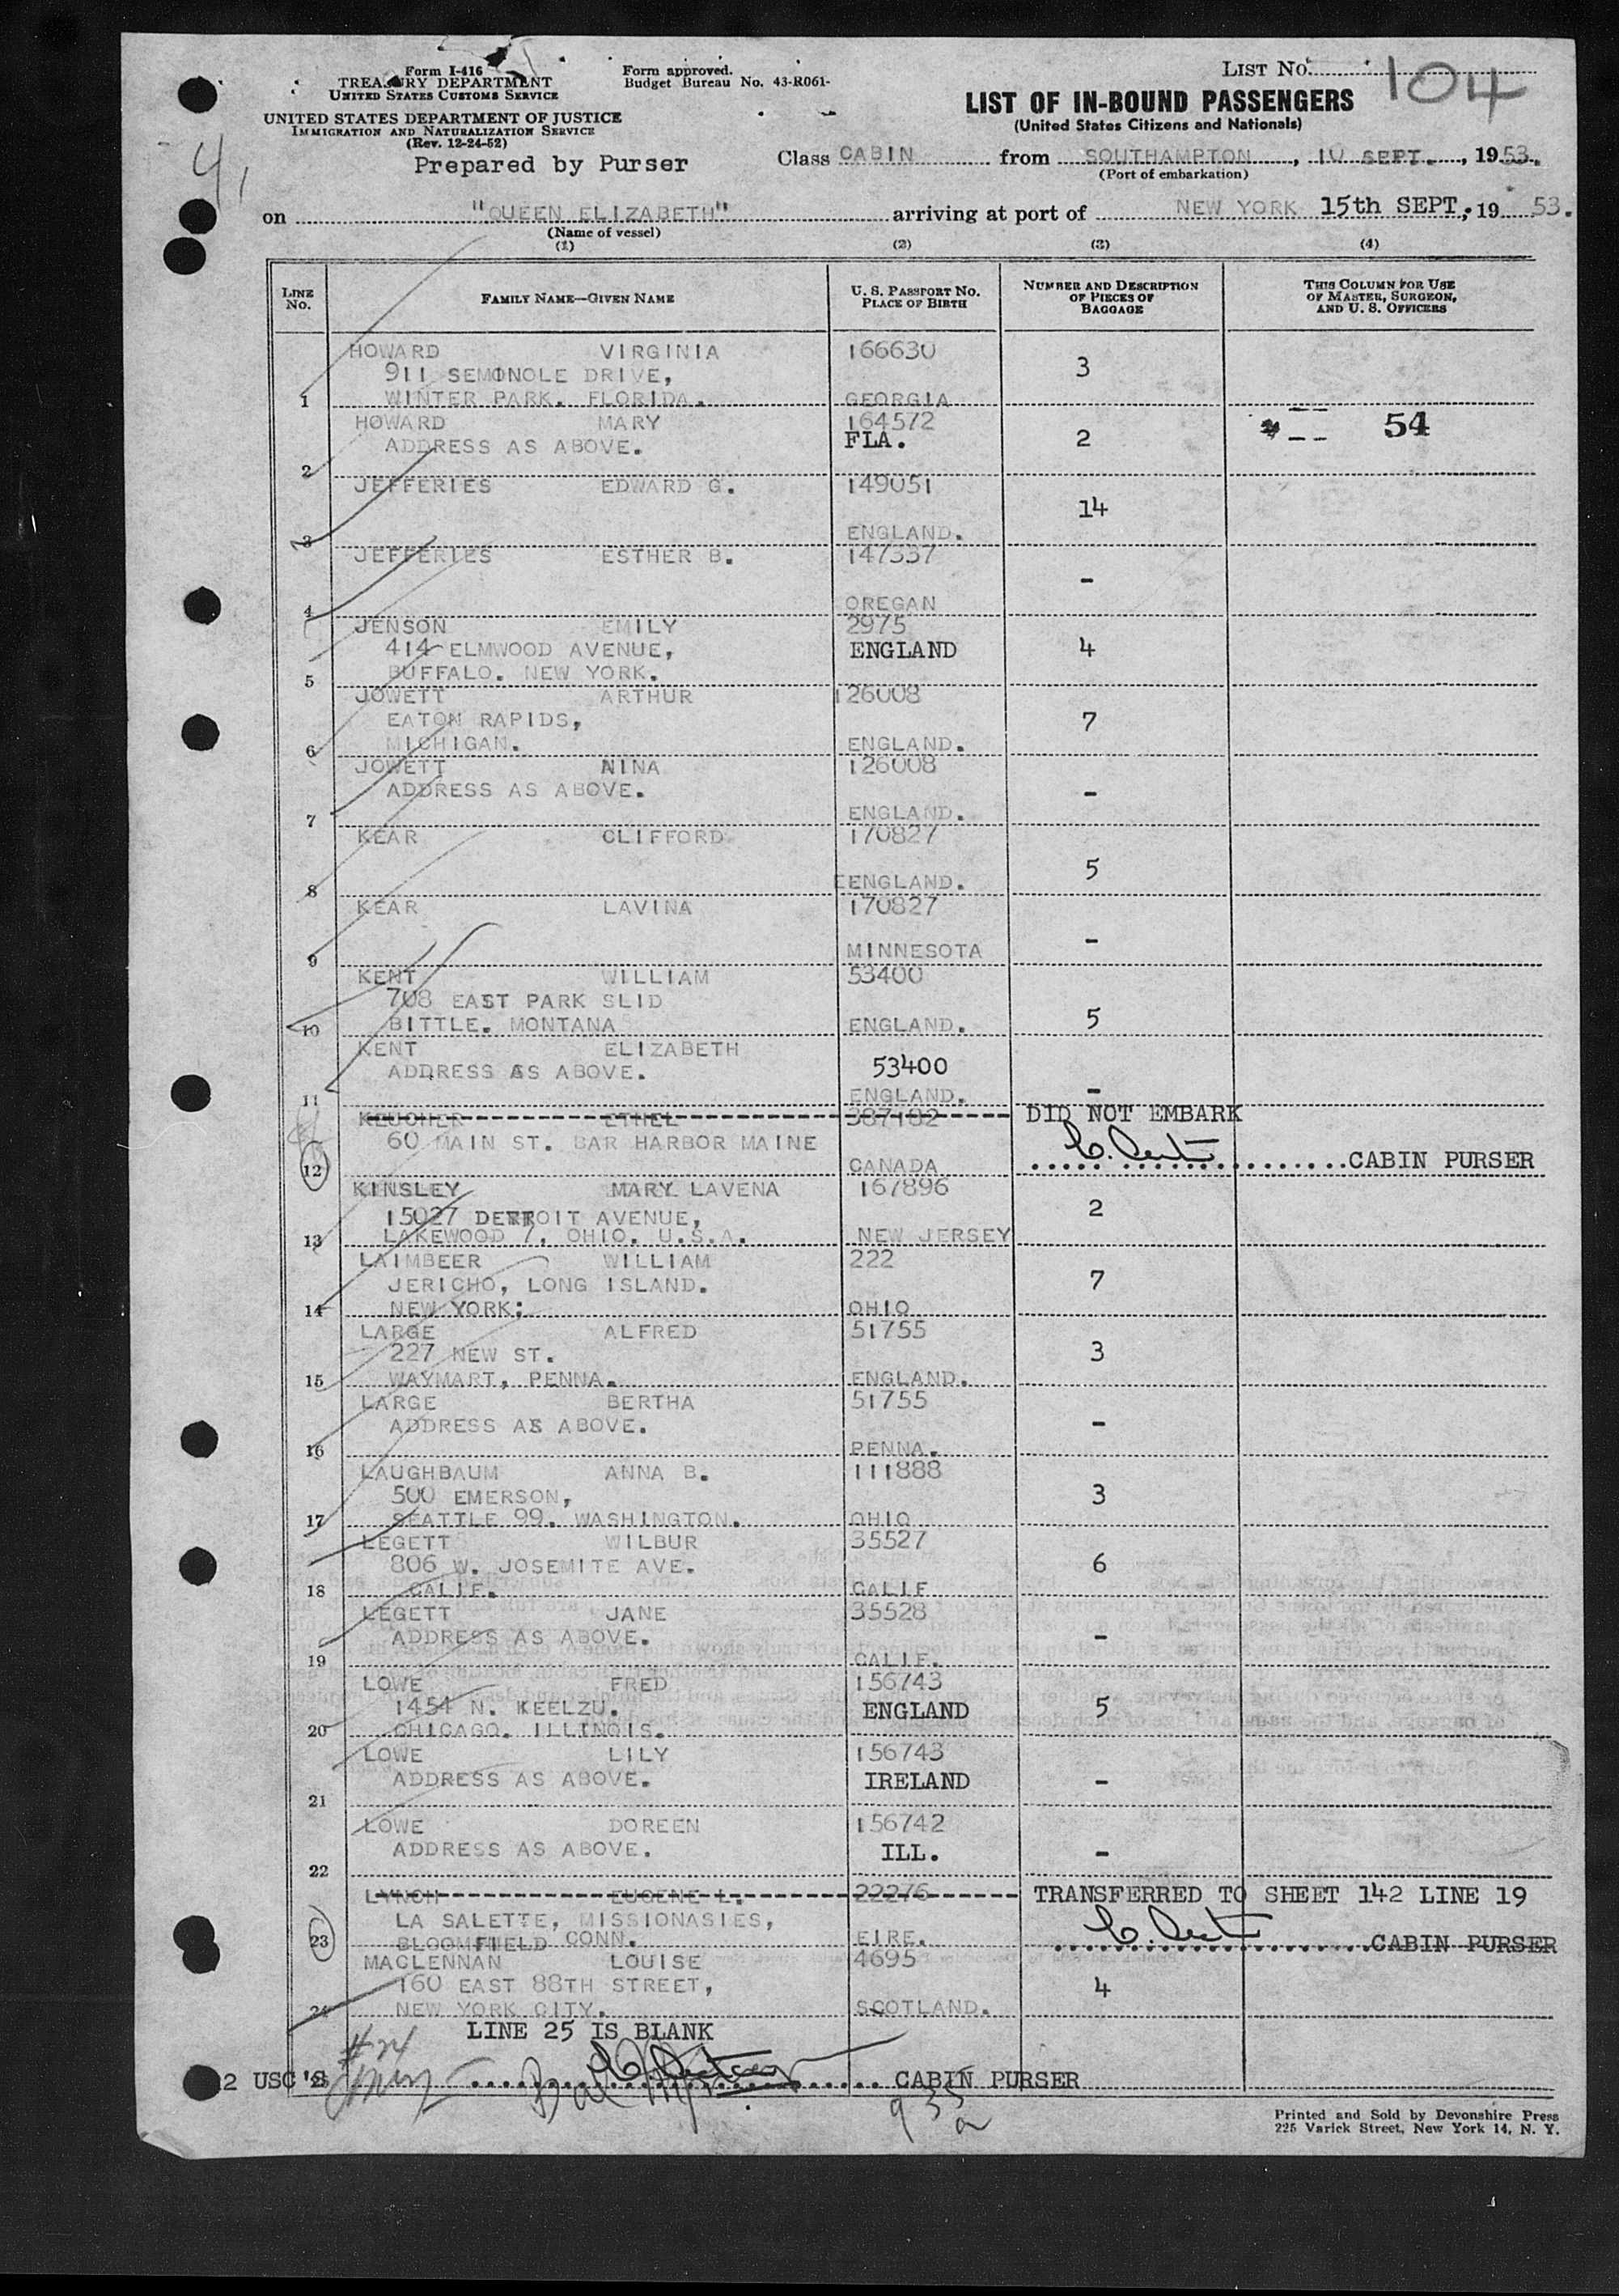 Form I-416
TREASURY DEPARTMENT
UNITED STATES CUSTOMS SERVICE
UNITED STATES DEPARTMENT OF JUSTICE
IMMIGRATION AND NATURALIZATION SERVICE
(Rev. 12-24-52)
Prepared by Purser
Form approved.
Budget Bureau No. 43-R061-
LIST No. 104
LIST OF IN-BOUND PASSENGERS
(United States Citizens and Nationals)
Class CABIN from SOUTHAMPTON, 10 SEPT., 1953.
(Port of embarkation)
on "QUEEN ELIZABETH" arriving at port of NEW YORK 15th SEPT, 19 53.
(Name of vessel)
(1) (2) (3) (4)
LINE No. FAMILY NAME—GIVEN NAME U. S. PASSPORT No. PLACE OF BIRTH NUMBER AND DESCRIPTION OF PIECES OF BAGGAGE THIS COLUMN FOR USE OF MASTER, SURGEON, AND U. S. OFFICERS
HOWARD VIRGINIA 166630
911 SEMONOLE DRIVE, 3
1 WINTER PARK. FLORIDA. GEORGIA
HOWARD MARY 164572
ADDRESS AS ABOVE. FLA. 2 54
2
JEFFERIES EDWARD G. 149051
14
3 ENGLAND.
JEFFERIES ESTHER B. 147337
-
4 OREGAN
JENSON EMILY 2975
414 ELMWOOD AVENUE, ENGLAND 4
5 BUFFALO. NEW YORK.
JOWETT ARTHUR 126008
EATON RAPIDS, 7
6 MICHIGAN. ENGLAND.
JOWETT NINA 126008
ADDRESS AS ABOVE. -
7 ENGLAND.
KEAR CLIFFORD 170827
5
8 ENGLAND.
KEAR LAVINA 170827
-
9 MINNESOTA
KENT WILLIAM 53400
708 EAST PARK SLID
10 BITTLE. MONTANA ENGLAND. 5
KENT ELIZABETH
ADDRESS AS ABOVE. 53400
11 ENGLAND. -
KEUCHER ETHEL 387182 DID NOT EMBARK
60 MAIN ST. BAR HARBOR MAINE
12 CANADA CABIN PURSER
KINSLEY MARY LAVENA 167896
15027 DETROIT AVENUE, 2
13 LAKEWOOD 7. OHIO. U.S.A. NEW JERSEY
LAIMBEER WILLIAM 222
JERICHO, LONG ISLAND. 7
14 NEW YORK: OHIO
LARGE ALFRED 51755
227 NEW ST. 3
15 WAYMART, PENNA. ENGLAND.
LARGE BERTHA 51755
ADDRESS AS ABOVE. -
16 PENNA.
LAUGHBAUM ANNA B. 111888
500 EMERSON, 3
17 SEATTLE 99. WASHINGTON. OHIO
LEGETT WILBUR 35527
806 W. JOSEMITE AVE. 6
18 CALIF. CALIF
LEGETT JANE 35528
ADDRESS AS ABOVE. -
19 CALIF.
LOWE FRED 156743
1454 N. KEELZU. ENGLAND 5
20 CHICAGO. ILLINOIS.
LOWE LILY 156743
ADDRESS AS ABOVE. IRELAND -
21
LOWE DOREEN 156742
ADDRESS AS ABOVE. ILL. -
22
LYNCH EUGENE L. 22276 TRANSFERRED TO SHEET 142 LINE 19
LA SALETTE, MISSIONASIES,
23 BLOOMFIELD CONN. EIRE. CABIN PURSER
MACLENNAN LOUISE 4695
160 EAST 88TH STREET, 4
24 NEW YORK CITY. SCOTLAND.
LINE 25 IS BLANK
#24
2 USC'S 25 CABIN PURSER
935
Printed and Sold by Devonshire Press
225 Varick Street, New York 14, N. Y.